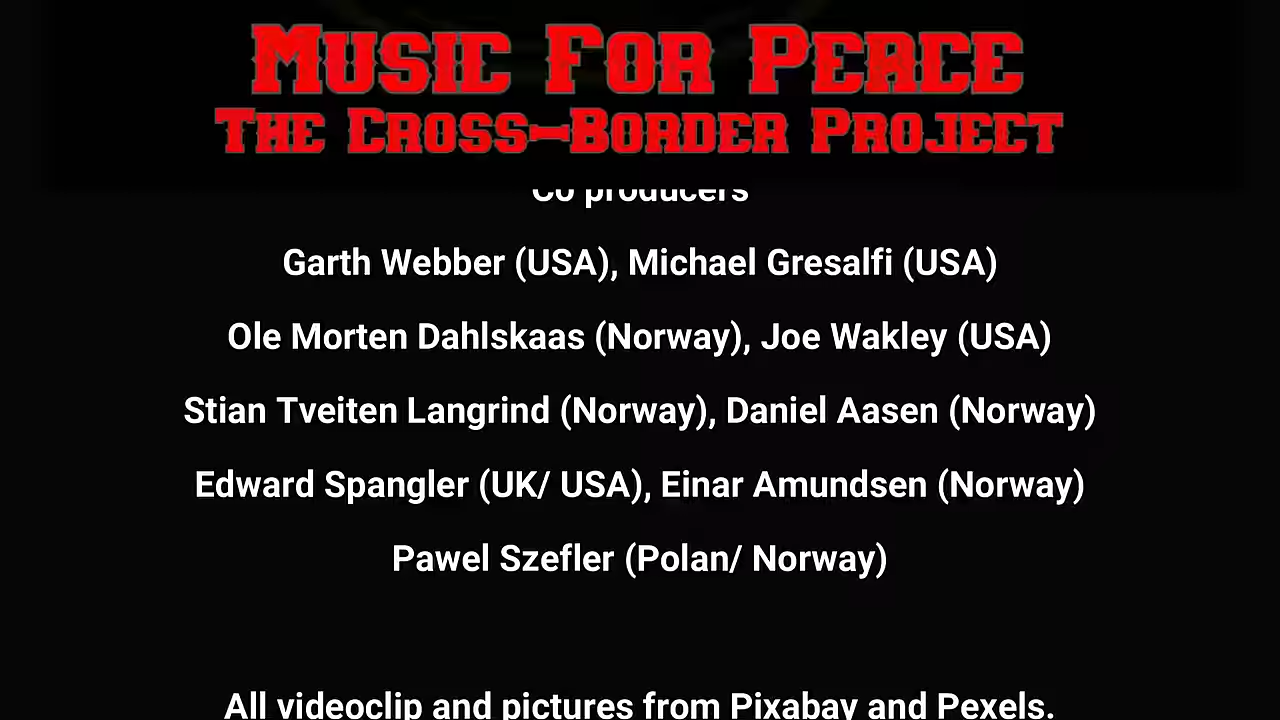 Music For Peace
The Cross-Border Project
Co producers
Garth Webber (USA), Michael Gresalfi (USA)
Ole Morten Dahlskaas (Norway), Joe Wakley (USA)
Stian Tveiten Langrind (Norway), Daniel Aasen (Norway)
Edward Spangler (UK/ USA), Einar Amundsen (Norway)
Pawel Szefler (Polan/ Norway)
All videoclip and pictures from Pixabay and Pexels.